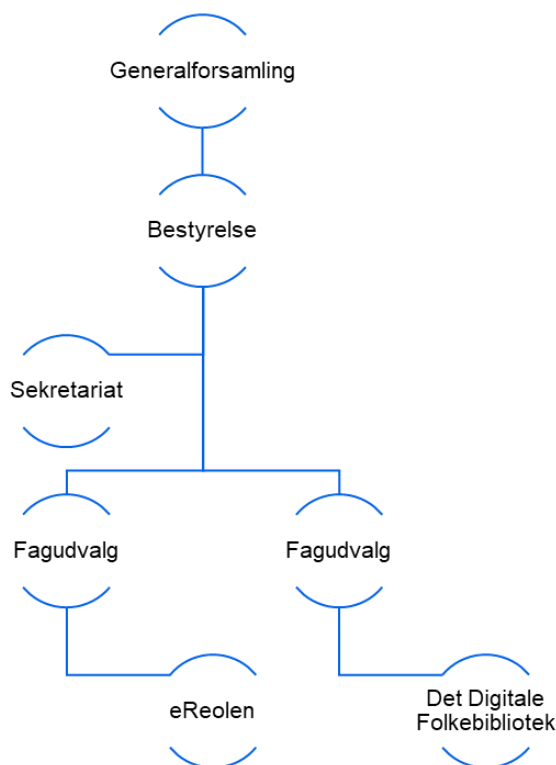 Generalforsamling
Bestyrelse
Sekretariat
Fagudvalg
Fagudvalg
eReolen
Det Digitale
Folkebibliotek